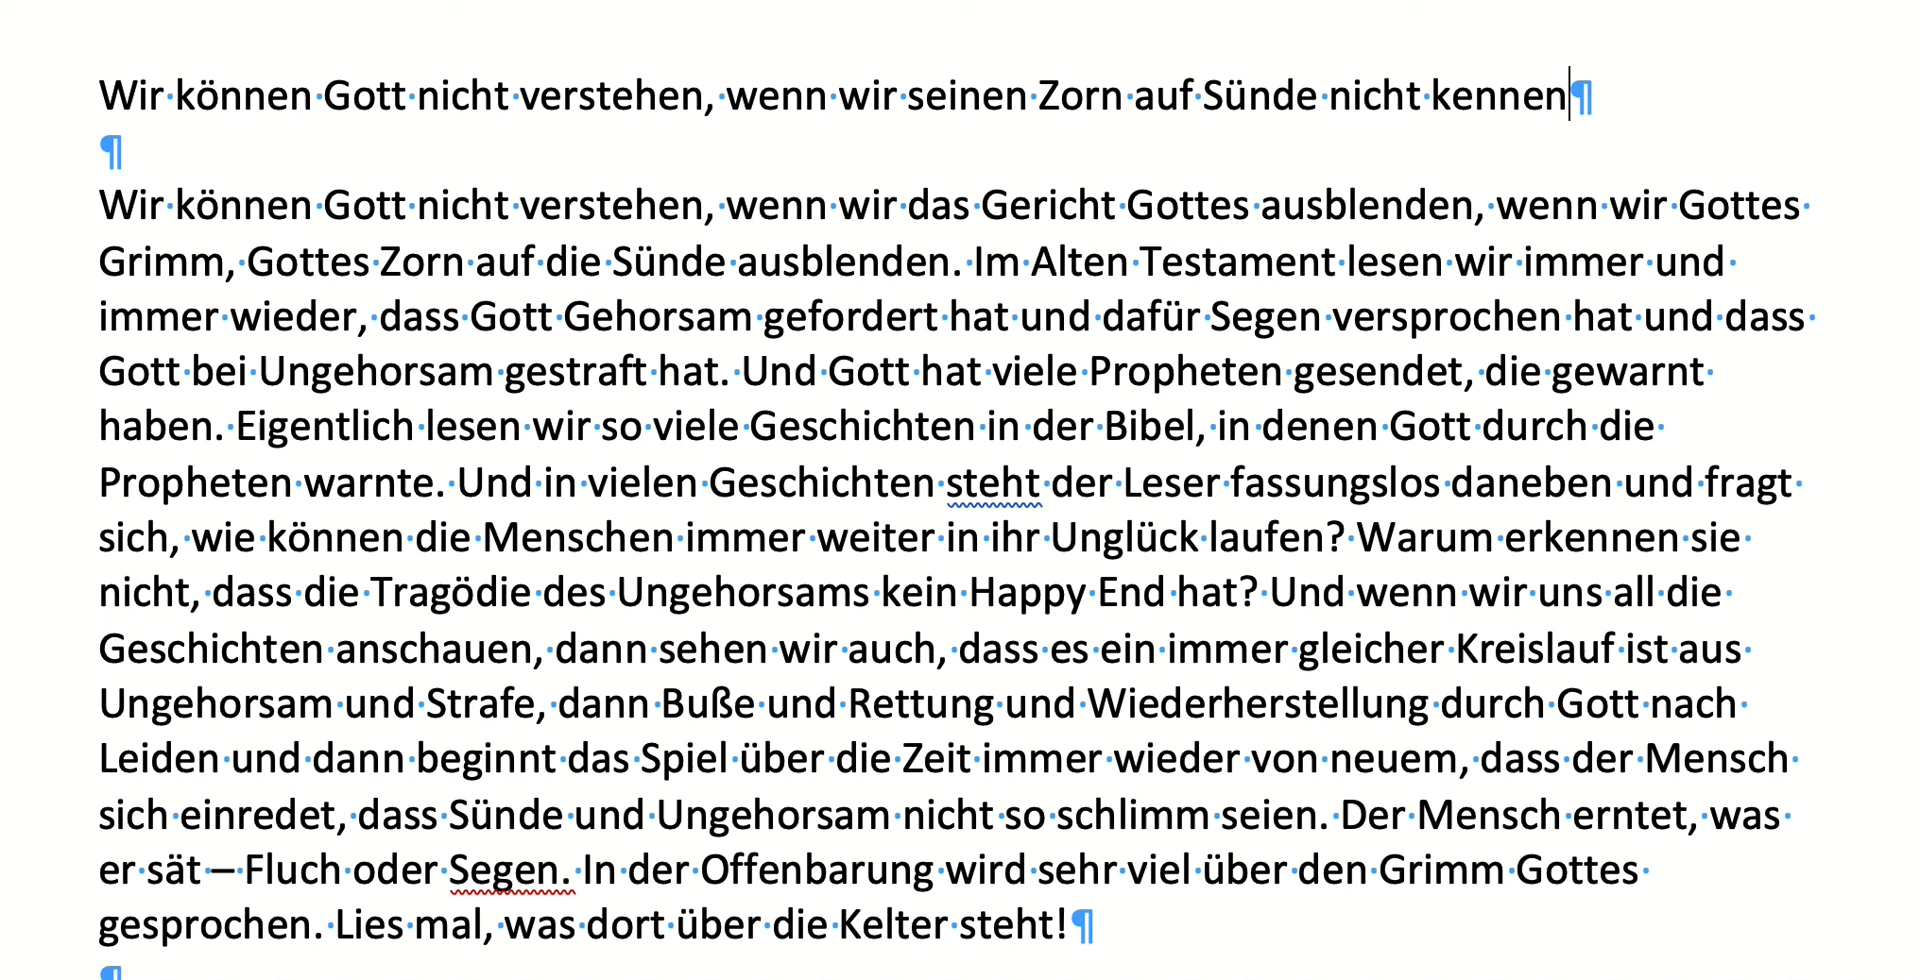 Wir können Gott nicht verstehen, wenn wir seinen Zorn auf Sünde nicht kennen¶
¶
Wir können Gott nicht verstehen, wenn wir das Gericht Gottes ausblenden, wenn wir Gottes
Grimm, Gottes Zorn auf die Sünde ausblenden. Im Alten Testament lesen wir immer und
immer wieder, dass Gott Gehorsam gefordert hat und dafür Segen versprochen hat und dass
Gott bei Ungehorsam gestraft hat. Und Gott hat viele Propheten gesendet, die gewarnt
haben. Eigentlich lesen wir so viele Geschichten in der Bibel, in denen Gott durch die
Propheten warnte. Und in vielen Geschichten steht der Leser fassungslos daneben und fragt
sich, wie können die Menschen immer weiter in ihr Unglück laufen? Warum erkennen sie
nicht, dass die Tragödie des Ungehorsams kein Happy End hat? Und wenn wir uns all die
Geschichten anschauen, dann sehen wir auch, dass es ein immer gleicher Kreislauf ist aus
Ungehorsam und Strafe, dann Buße und Rettung und Wiederherstellung durch Gott nach
Leiden und dann beginnt das Spiel über die Zeit immer wieder von neuem, dass der Mensch
sich einredet, dass Sünde und Ungehorsam nicht so schlimm seien. Der Mensch erntet, was
er sät – Fluch oder Segen. In der Offenbarung wird sehr viel über den Grimm Gottes
gesprochen. Lies mal, was dort über die Kelter steht!¶
¶